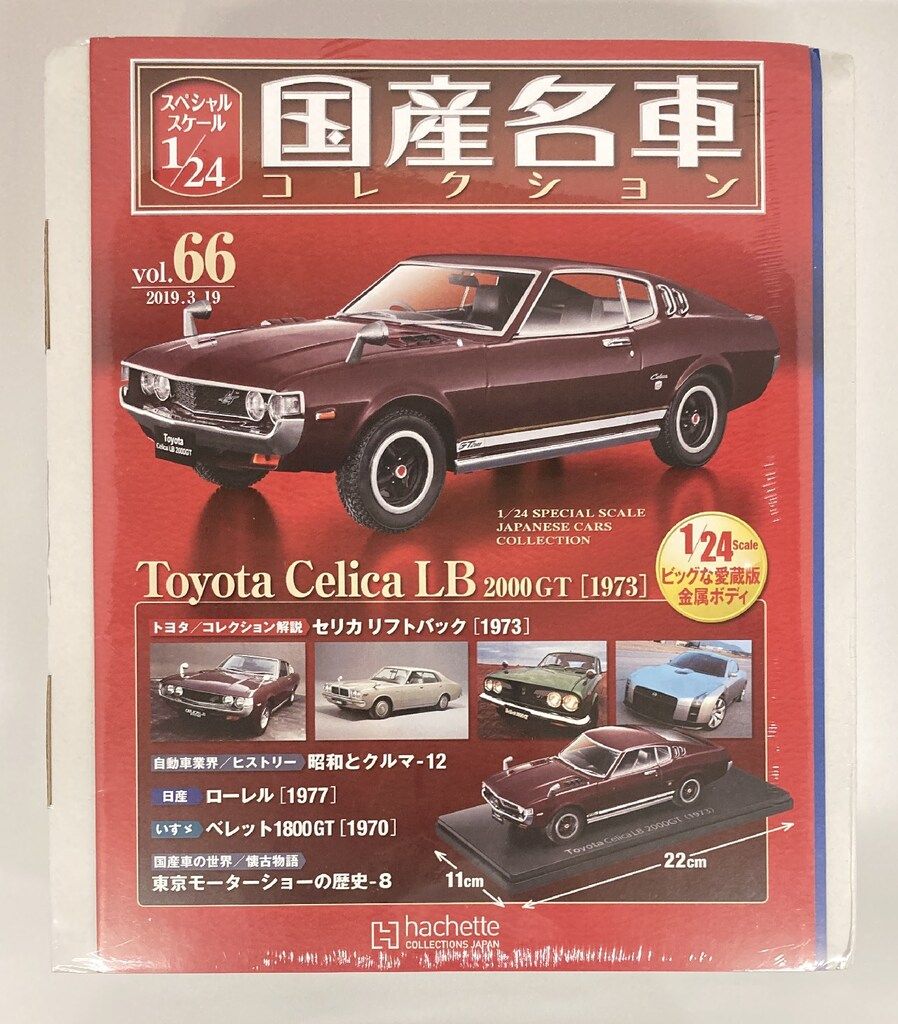 スペシャル
スケール
1/24
国産名車
コレクション
vol.66
2019.3.19
Toyota
Celica LB 2000GT
Celica
1/24 SPECIAL SCALE
JAPANESE CARS
COLLECTION
1/24 Scale
ビッグな愛蔵版
金属ボディ
Toyota Celica LB 2000GT [1973]
トヨタ/コレクション解説 セリカ リフトバック [1973]
自動車業界/ヒストリー 昭和とクルマ-12
日産 ローレル [1977]
いすゞ ベレット1800GT [1970]
国産車の世界/懐古物語
東京モーターショーの歴史-8
Toyota Celica LB 2000GT (1973)
11cm
22cm
hachette
COLLECTIONS JAPAN